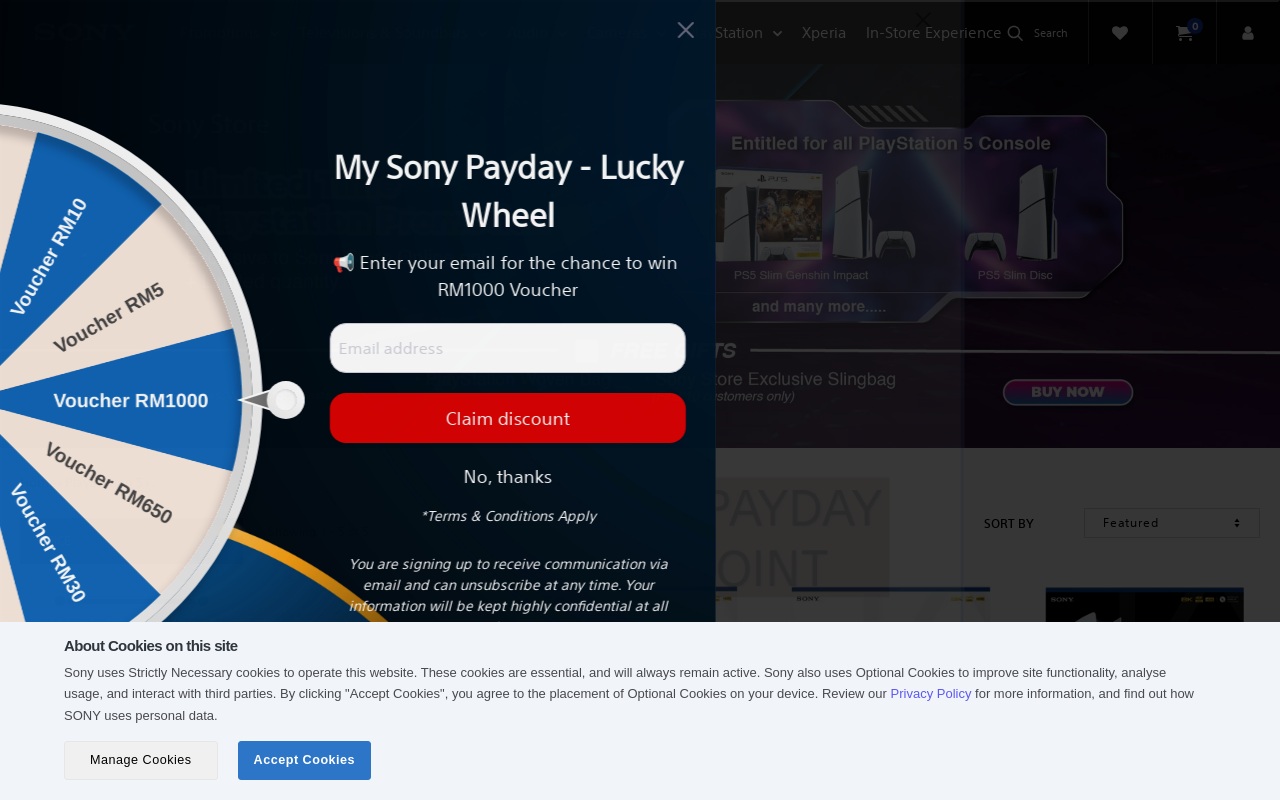 SONY
Station
Xperia
In-Store Experience
Search
0
Entitled for all PlayStation 5 Console
PS5 Slim Genshin Impact
PS5 Slim Disc
and many more.....
FREE GIFTS
Store Exclusive Slingbag
BUY NOW
Voucher RM10
Voucher RM5
Voucher RM1000
Voucher RM650
Voucher RM30
My Sony Payday - Lucky
Wheel
📢 Enter your email for the chance to win
RM1000 Voucher
Email address
Claim discount
No, thanks
*Terms & Conditions Apply
You are signing up to receive communication via
email and can unsubscribe at any time. Your
information will be kept highly confidential at all
PAYDAY
SORT BY
Featured
SONY
SONY
About Cookies on this site
Sony uses Strictly Necessary cookies to operate this website. These cookies are essential, and will always remain active. Sony also uses Optional Cookies to improve site functionality, analyse
usage, and interact with third parties. By clicking "Accept Cookies", you agree to the placement of Optional Cookies on your device. Review our Privacy Policy for more information, and find out how
SONY uses personal data.
Manage Cookies
Accept Cookies